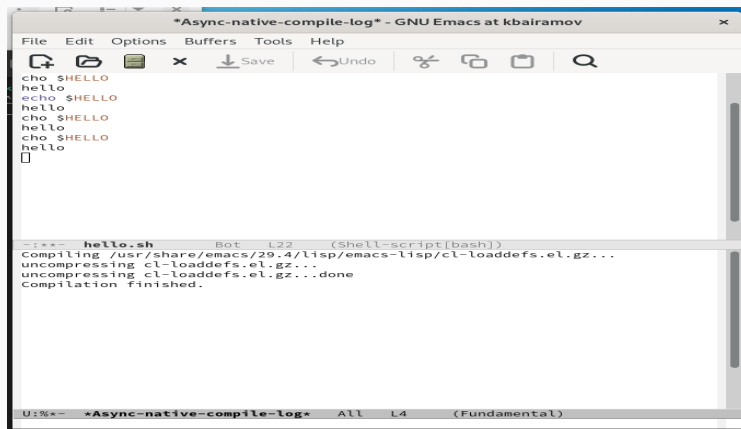 *Async-native-compile-log* - GNU Emacs at kbairamov
File Edit Options Buffers Tools Help
Save Undo
cho $HELLO
hello
echo $HELLO
hello
cho $HELLO
hello
cho $HELLO
hello
-:**- hello.sh Bot L22 (Shell-script[bash])
Compiling /usr/share/emacs/29.4/lisp/emacs-lisp/cl-loaddefs.el.gz...
uncompressing cl-loaddefs.el.gz...
uncompressing cl-loaddefs.el.gz...done
Compilation finished.
U:%*- *Async-native-compile-log* All L4 (Fundamental)